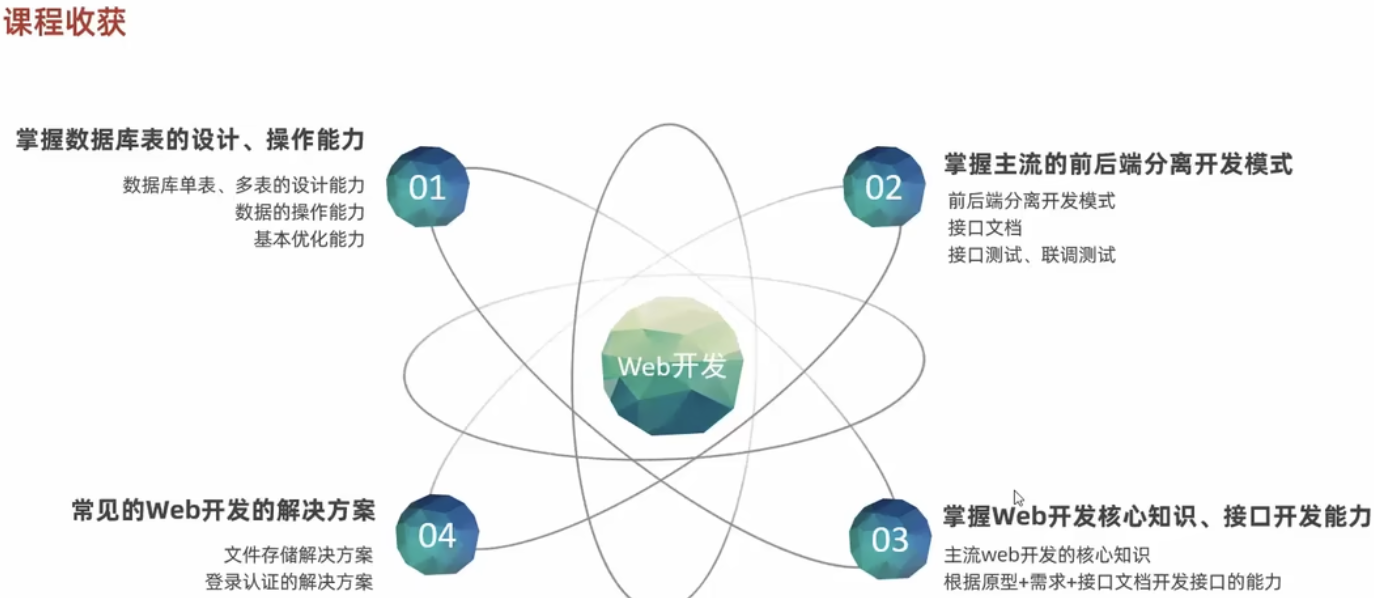 课程收获
掌握数据库表的设计、操作能力
数据库单表、多表的设计能力
数据的操作能力
基本优化能力
01
02
掌握主流的前后端分离开发模式
前后端分离开发模式
接口文档
接口测试、联调测试
Web开发
常见的Web开发的解决方案
文件存储解决方案
登录认证的解决方案
04
03
掌握Web开发核心知识、接口开发能力
主流web开发的核心知识
根据原型+需求+接口文档开发接口的能力